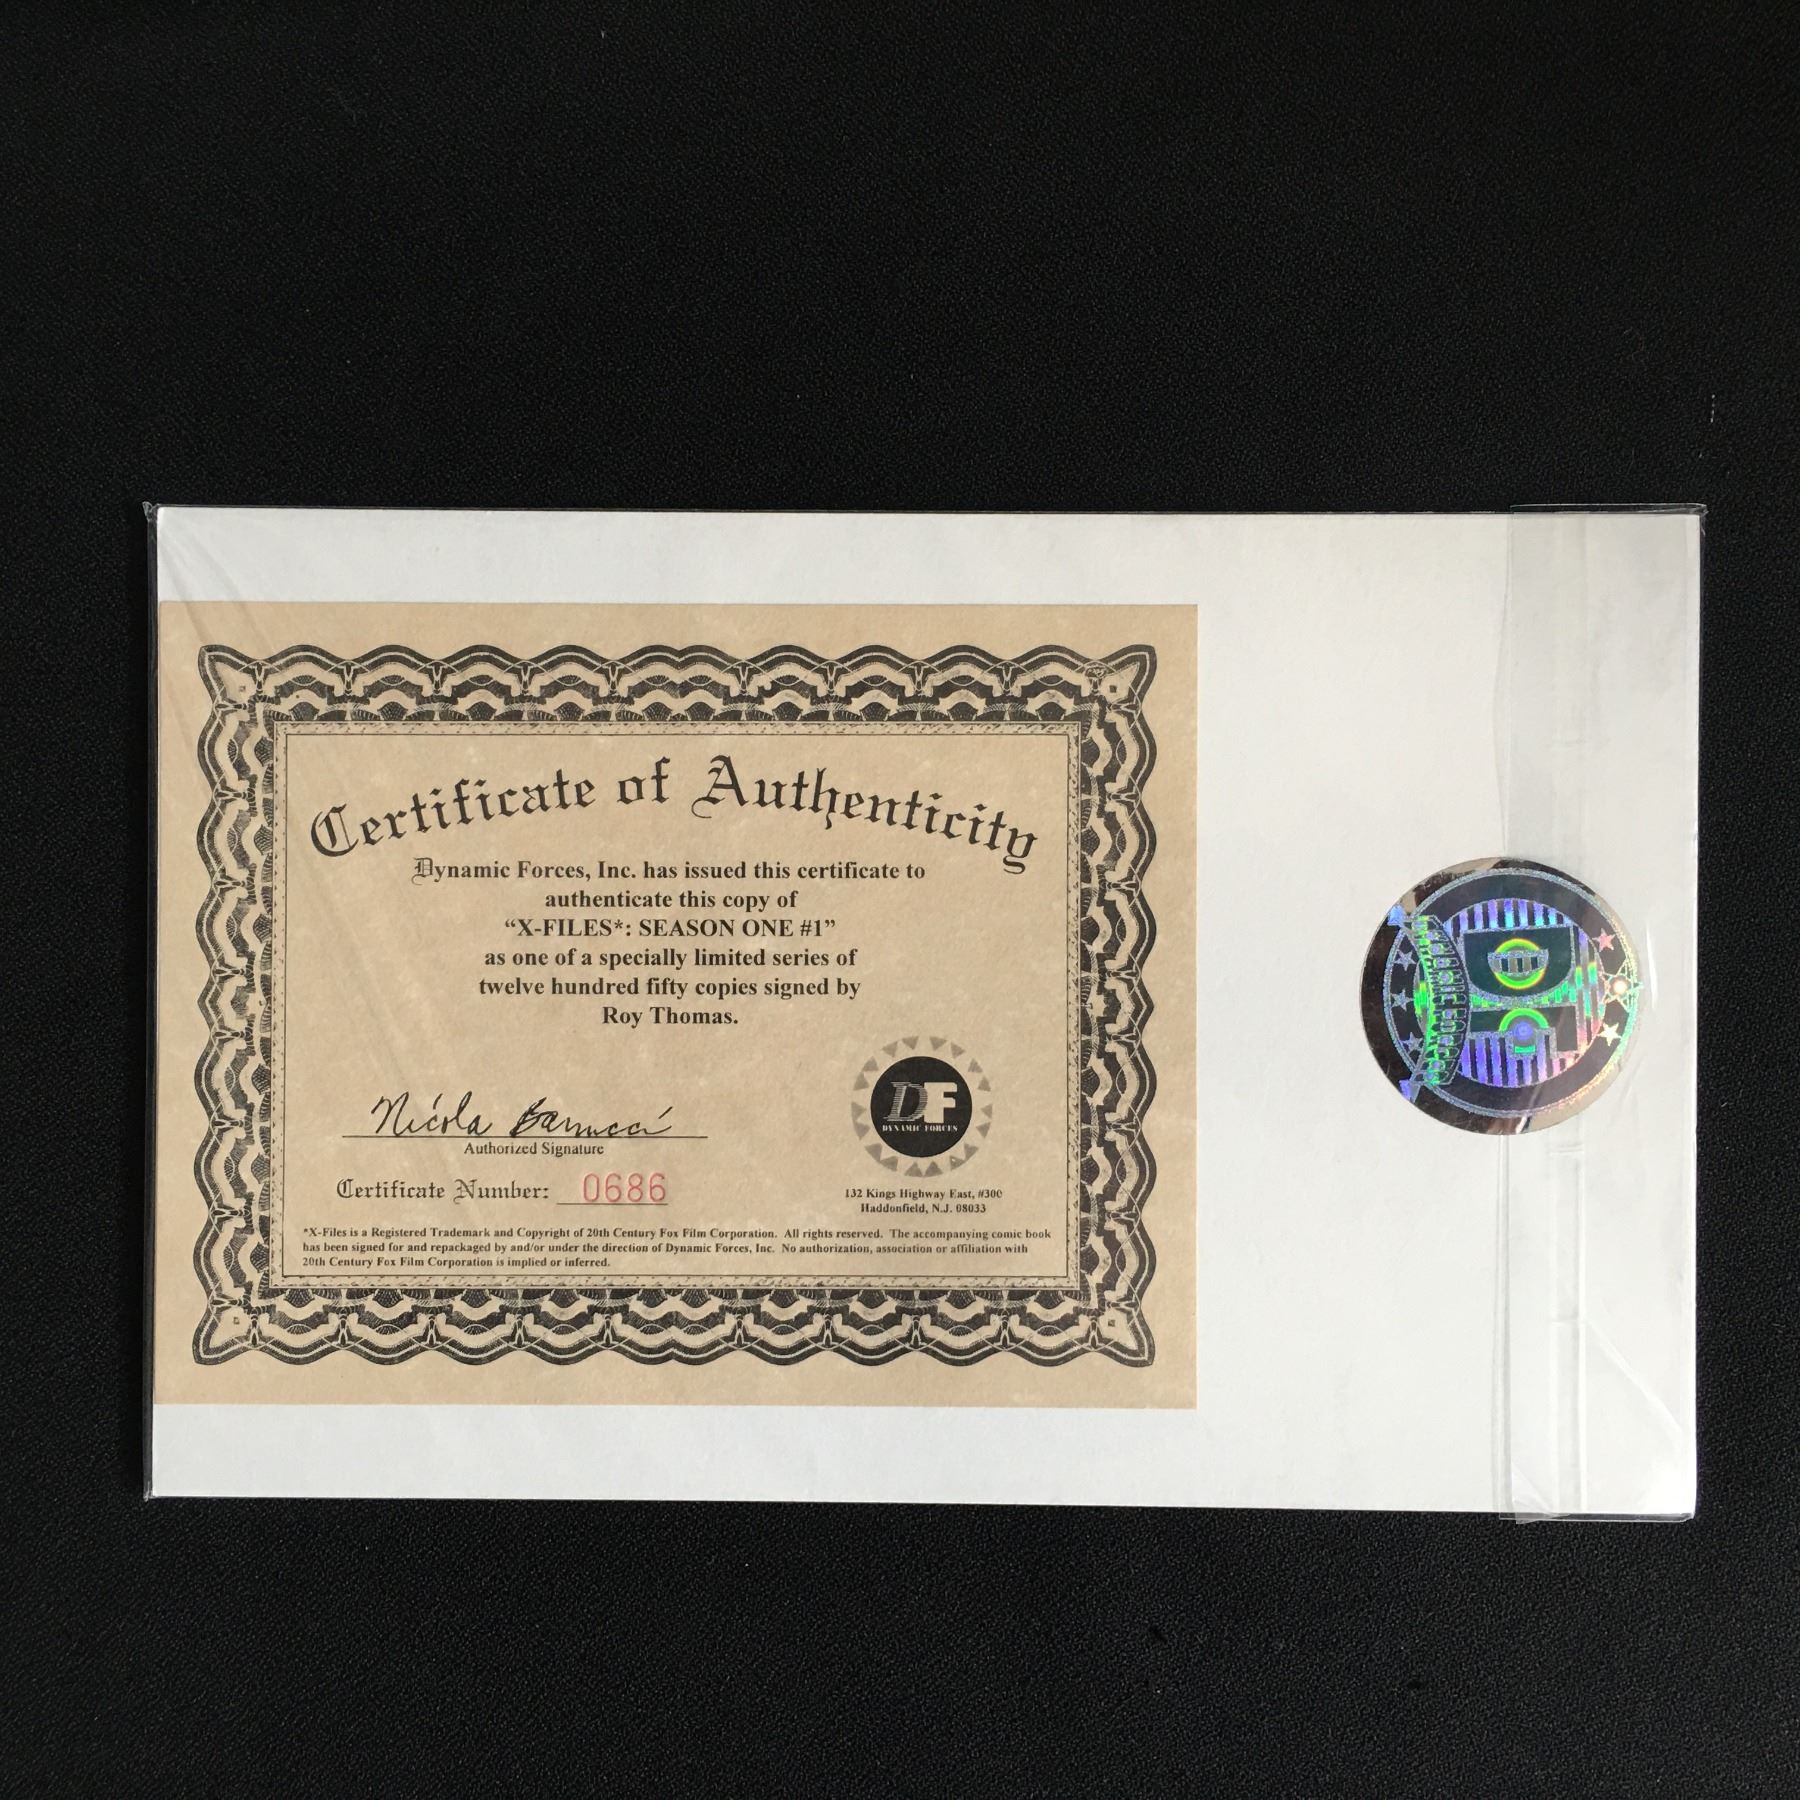 Certificate of Authenticity
Dynamic Forces, Inc. has issued this certificate to
authenticate this copy of
“X-FILES*: SEASON ONE #1”
as one of a specially limited series of
twelve hundred fifty copies signed by
Roy Thomas.
Nicola Barrucci
Authorized Signature
Certificate Number: 0686
DF
DYNAMIC FORCES
132 Kings Highway East, #300
Haddonfield, N.J. 08033
*X-Files is a Registered Trademark and Copyright of 20th Century Fox Film Corporation. All rights reserved. The accompanying comic book
has been signed for and repackaged by and/or under the direction of Dynamic Forces, Inc. No authorization, association or affiliation with
20th Century Fox Film Corporation is implied or inferred.
DF
DYNAMIC FORCES